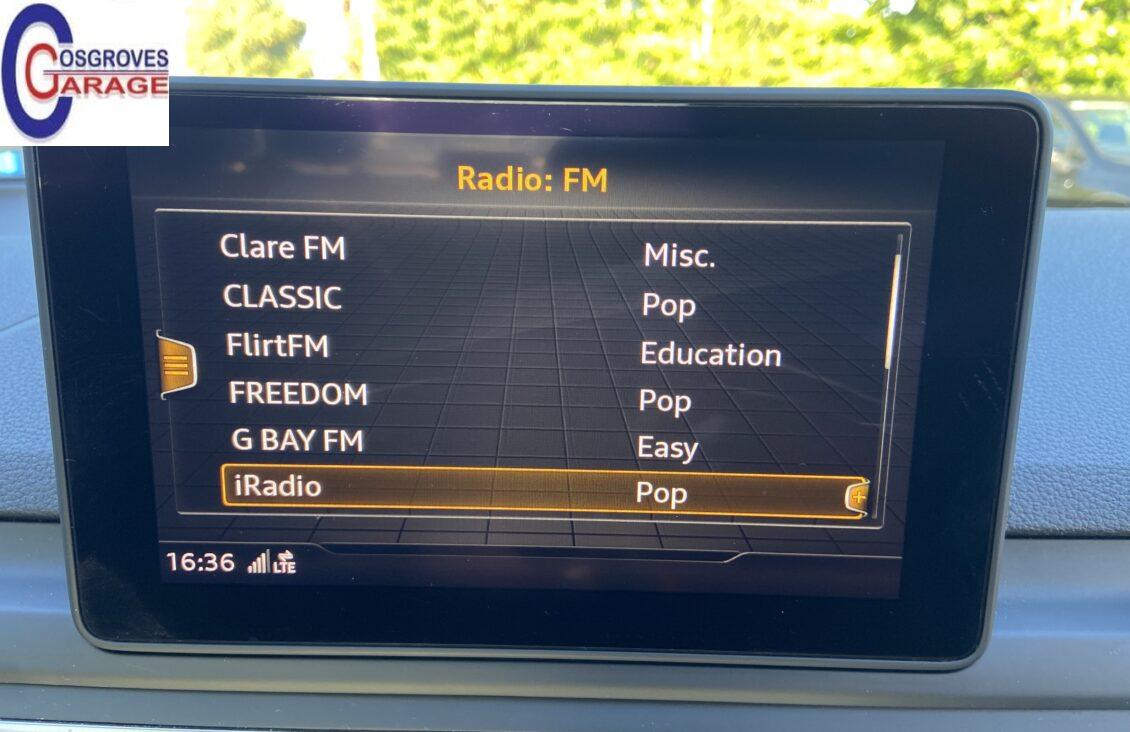 COSGROVES
GARAGE
Radio: FM
Clare FM Misc.
CLASSIC Pop
FlirtFM Education
FREEDOM Pop
G BAY FM Easy
iRadio Pop
16:36 LTE